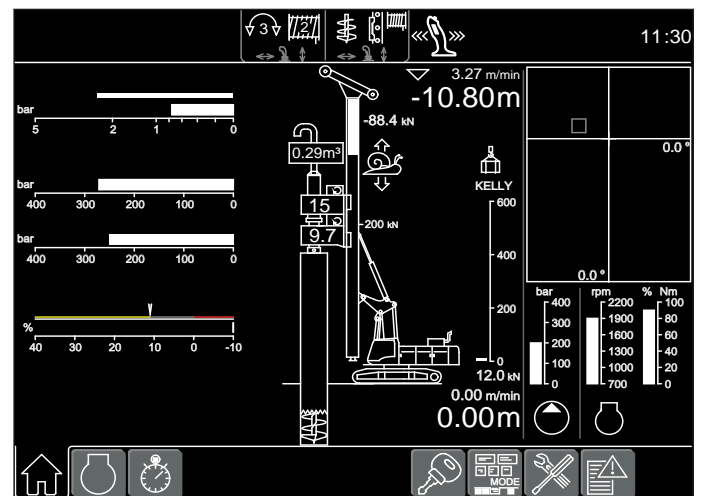 3 /2/ 11:30
3.27 m/min
-10.80m
bar
5 2 1 0
-88.4 kN
0.29m³
0.0 °
KELLY
bar
400 300 200 100 0
15
600
200 kN
9.7
bar
400 300 200 100 0
400
0.0 °
bar rpm % Nm
400 2200 100
300 1900 80
200 1600 60
1300 40
100 1000 20
0 700 0
200
%
40 30 20 10 0 -10
0
12.0 kN
0.00 m/min
0.00m
MODE